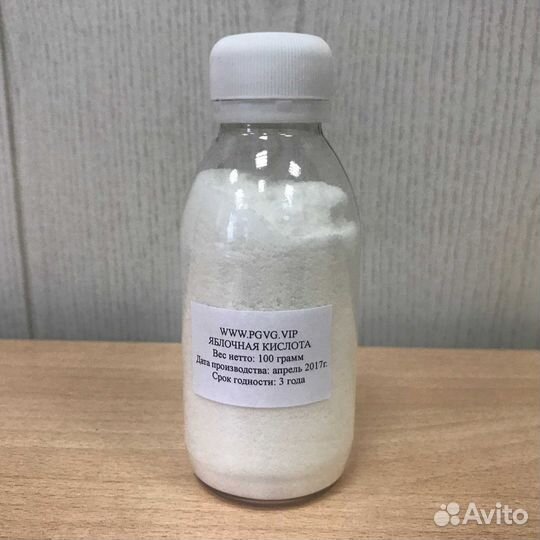 WWW.PGVG.VIP
ЯБЛОЧНАЯ КИСЛОТА
Вес нетто: 100 грамм
Дата производства: апрель 2017г.
Срок годности: 3 года
Avito